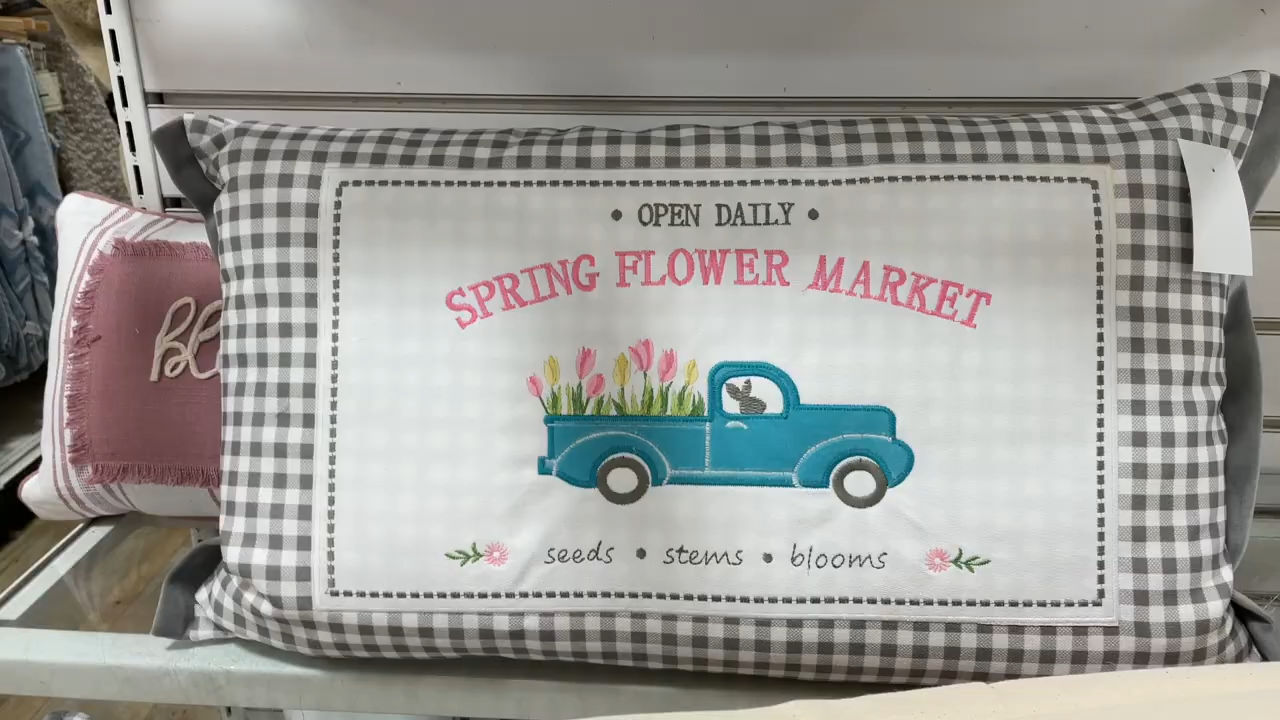 • OPEN DAILY •
SPRING FLOWER MARKET
seeds • stems • blooms